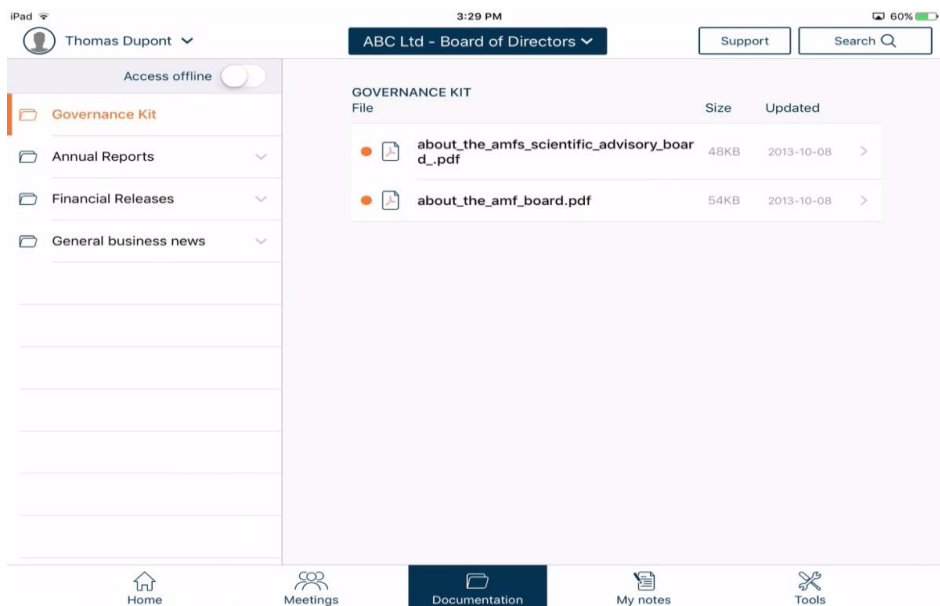 iPad 3:29 PM 60%
Thomas Dupont ABC Ltd - Board of Directors Support Search
Access offline
Governance Kit
Annual Reports
Financial Releases
General business news
GOVERNANCE KIT
File Size Updated
about_the_amfs_scientific_advisory_boar
d_.pdf 48KB 2013-10-08
about_the_amf_board.pdf 54KB 2013-10-08
Home Meetings Documentation My notes Tools